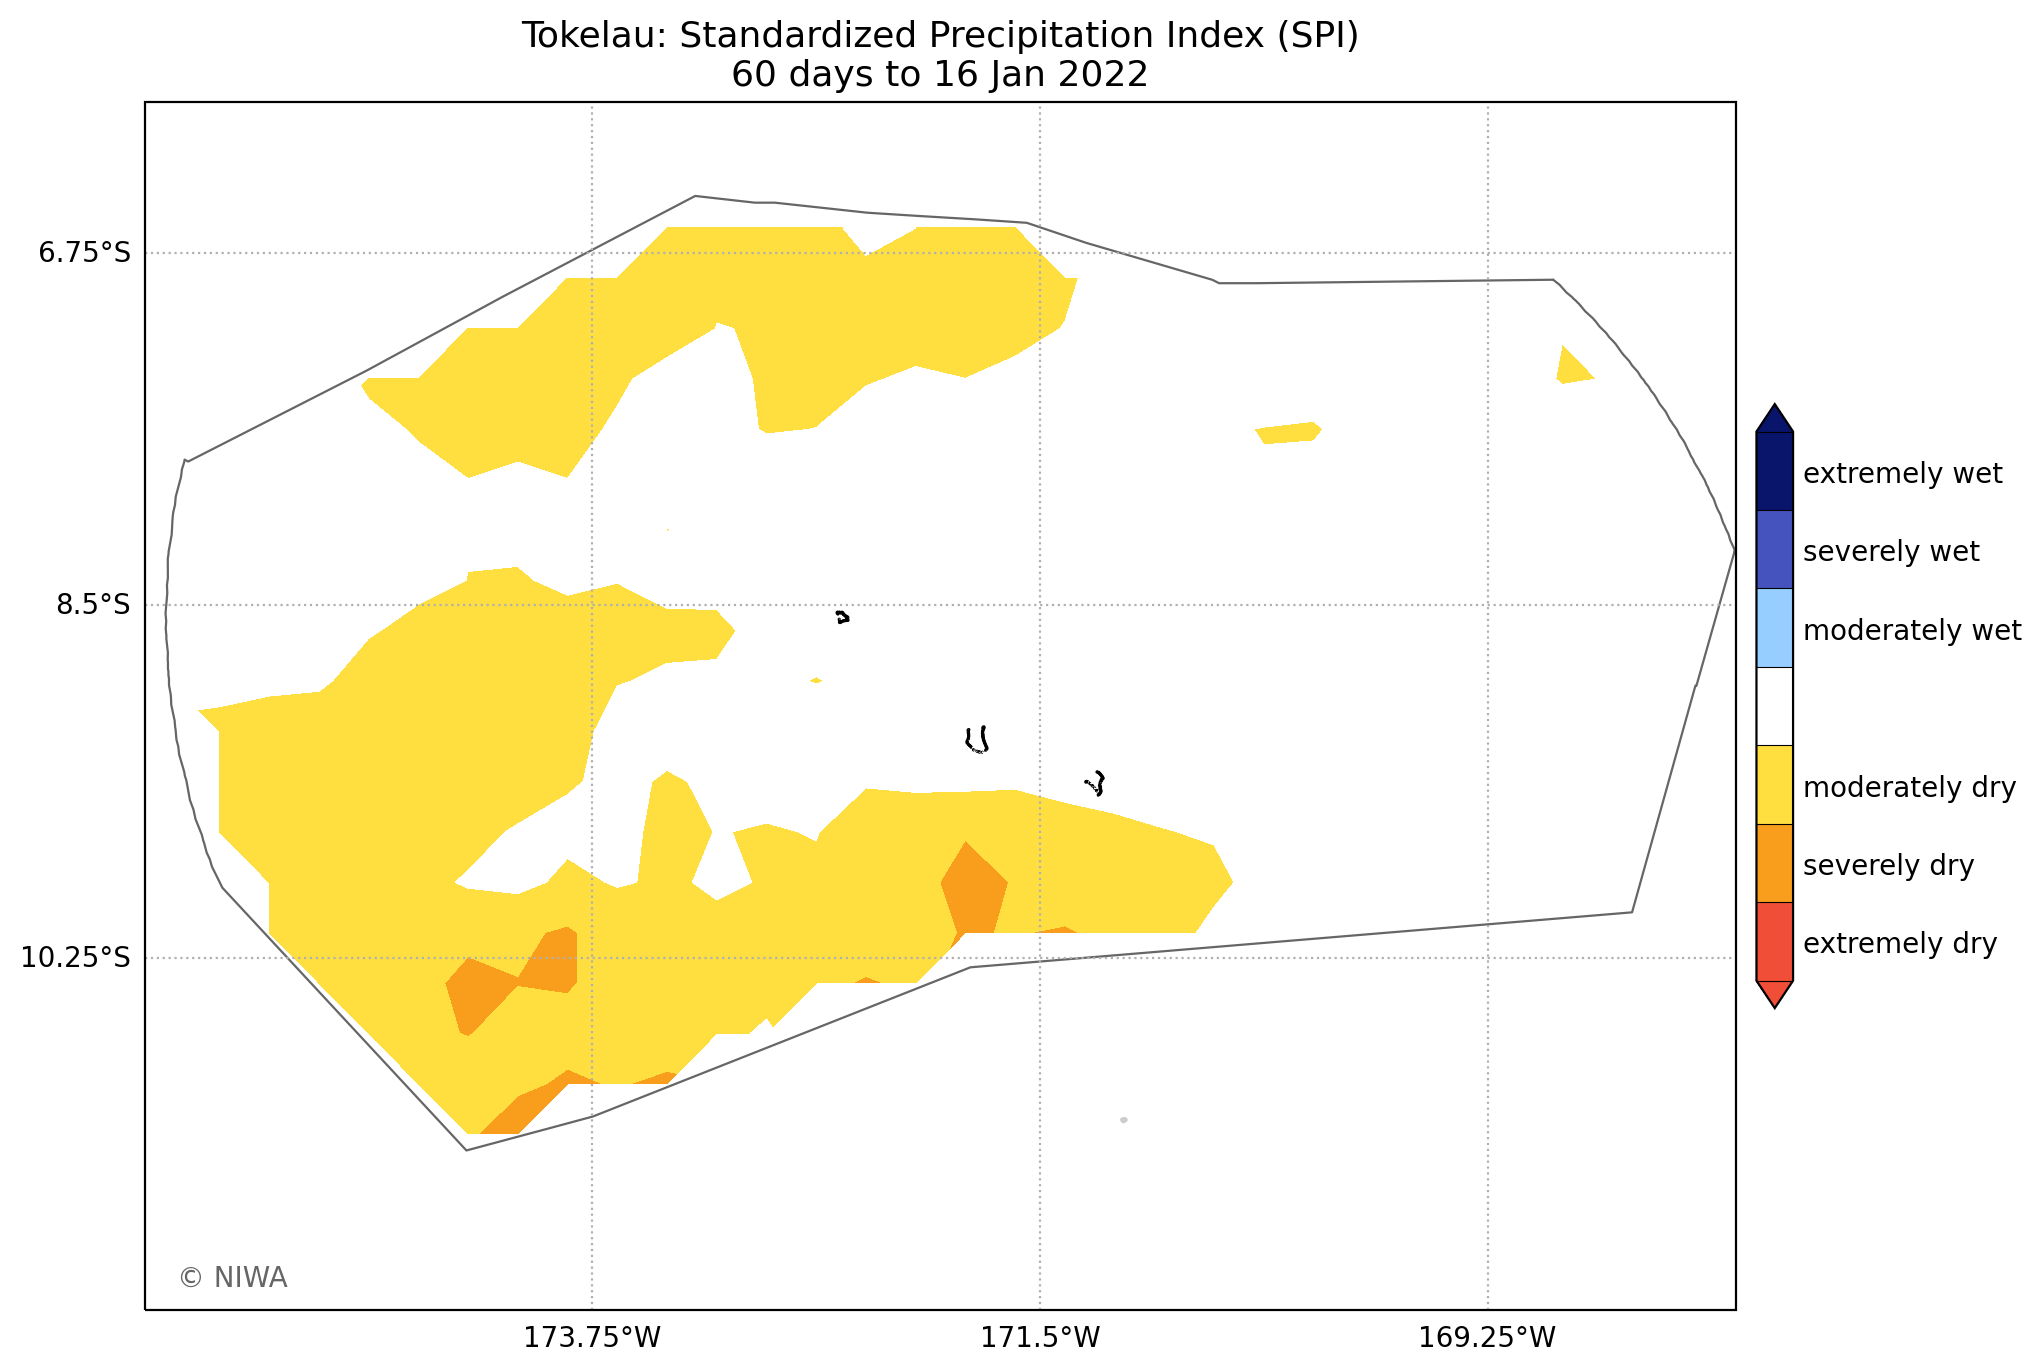 Tokelau: Standardized Precipitation Index (SPI)
60 days to 16 Jan 2022
6.75°S
8.5°S
10.25°S
173.75°W
171.5°W
169.25°W
extremely wet
severely wet
moderately wet
moderately dry
severely dry
extremely dry
© NIWA